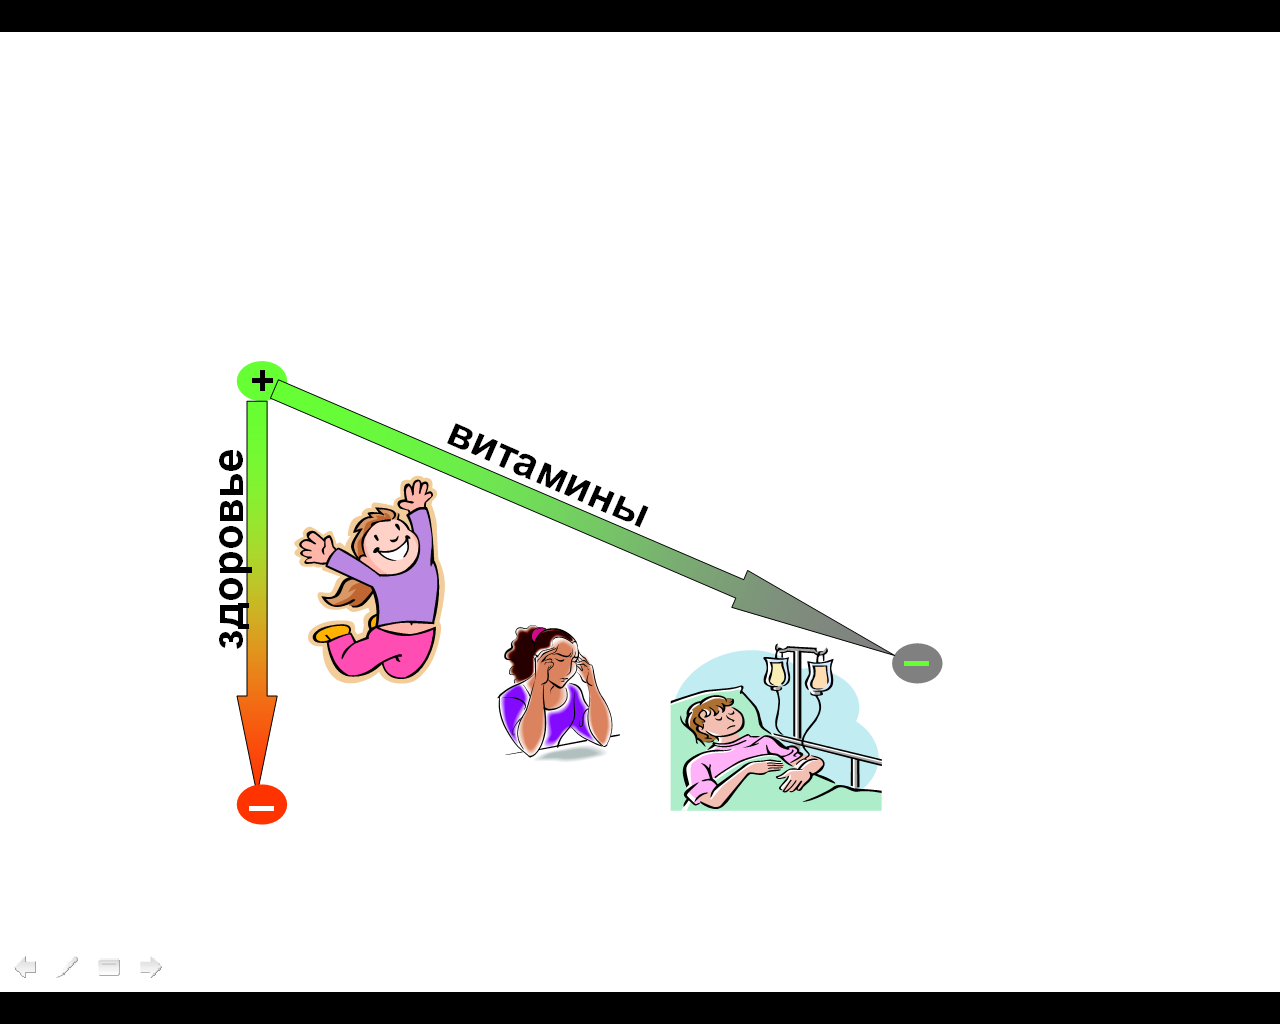 +
витамины
здоровье
–
–